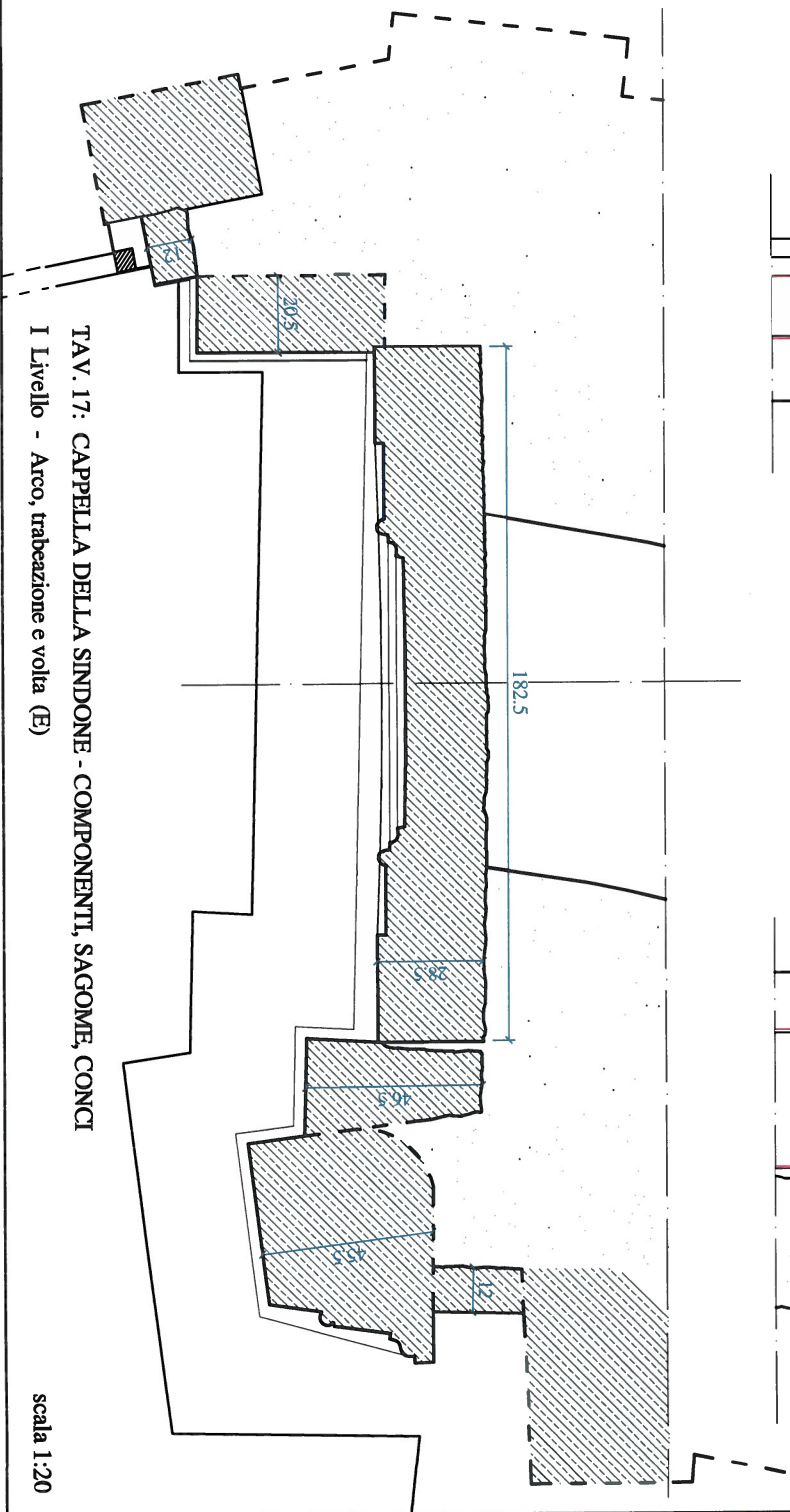 TAV. 17: CAPPELLA DELLA SINDONE - COMPONENTI, SAGOME, CONCI
I Livello - Arco, trabeazione e volta (E)
scala 1:20
12
20.5
182.5
28.5
46.5
45.5
12